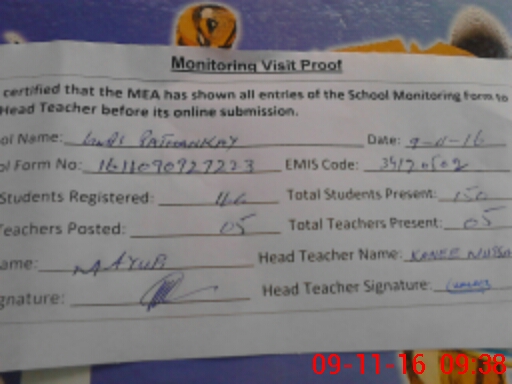 Monitoring Visit Proof
certified that the MEA has shown all entries of the School Monitoring Form to
Head Teacher before its online submission.
ool Name: PATHANKAY Date: 9-11-16
ol Form No: EMIS Code:
Students Registered: Total Students Present: 150
Teachers Posted: 05 Total Teachers Present: 05
ame: Head Teacher Name:
gnature: Head Teacher Signature:
09-11-16 09:38